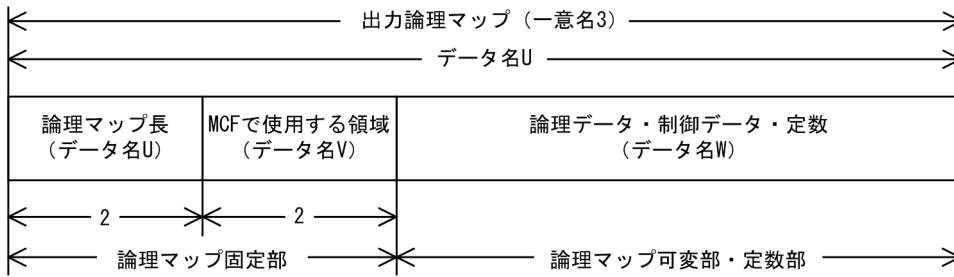 出力論理マップ（一意名3）
データ名U
論理マップ長
（データ名U）
MCFで使用する領域
（データ名V）
論理データ・制御データ・定数
（データ名W）
2
2
論理マップ固定部
論理マップ可変部・定数部